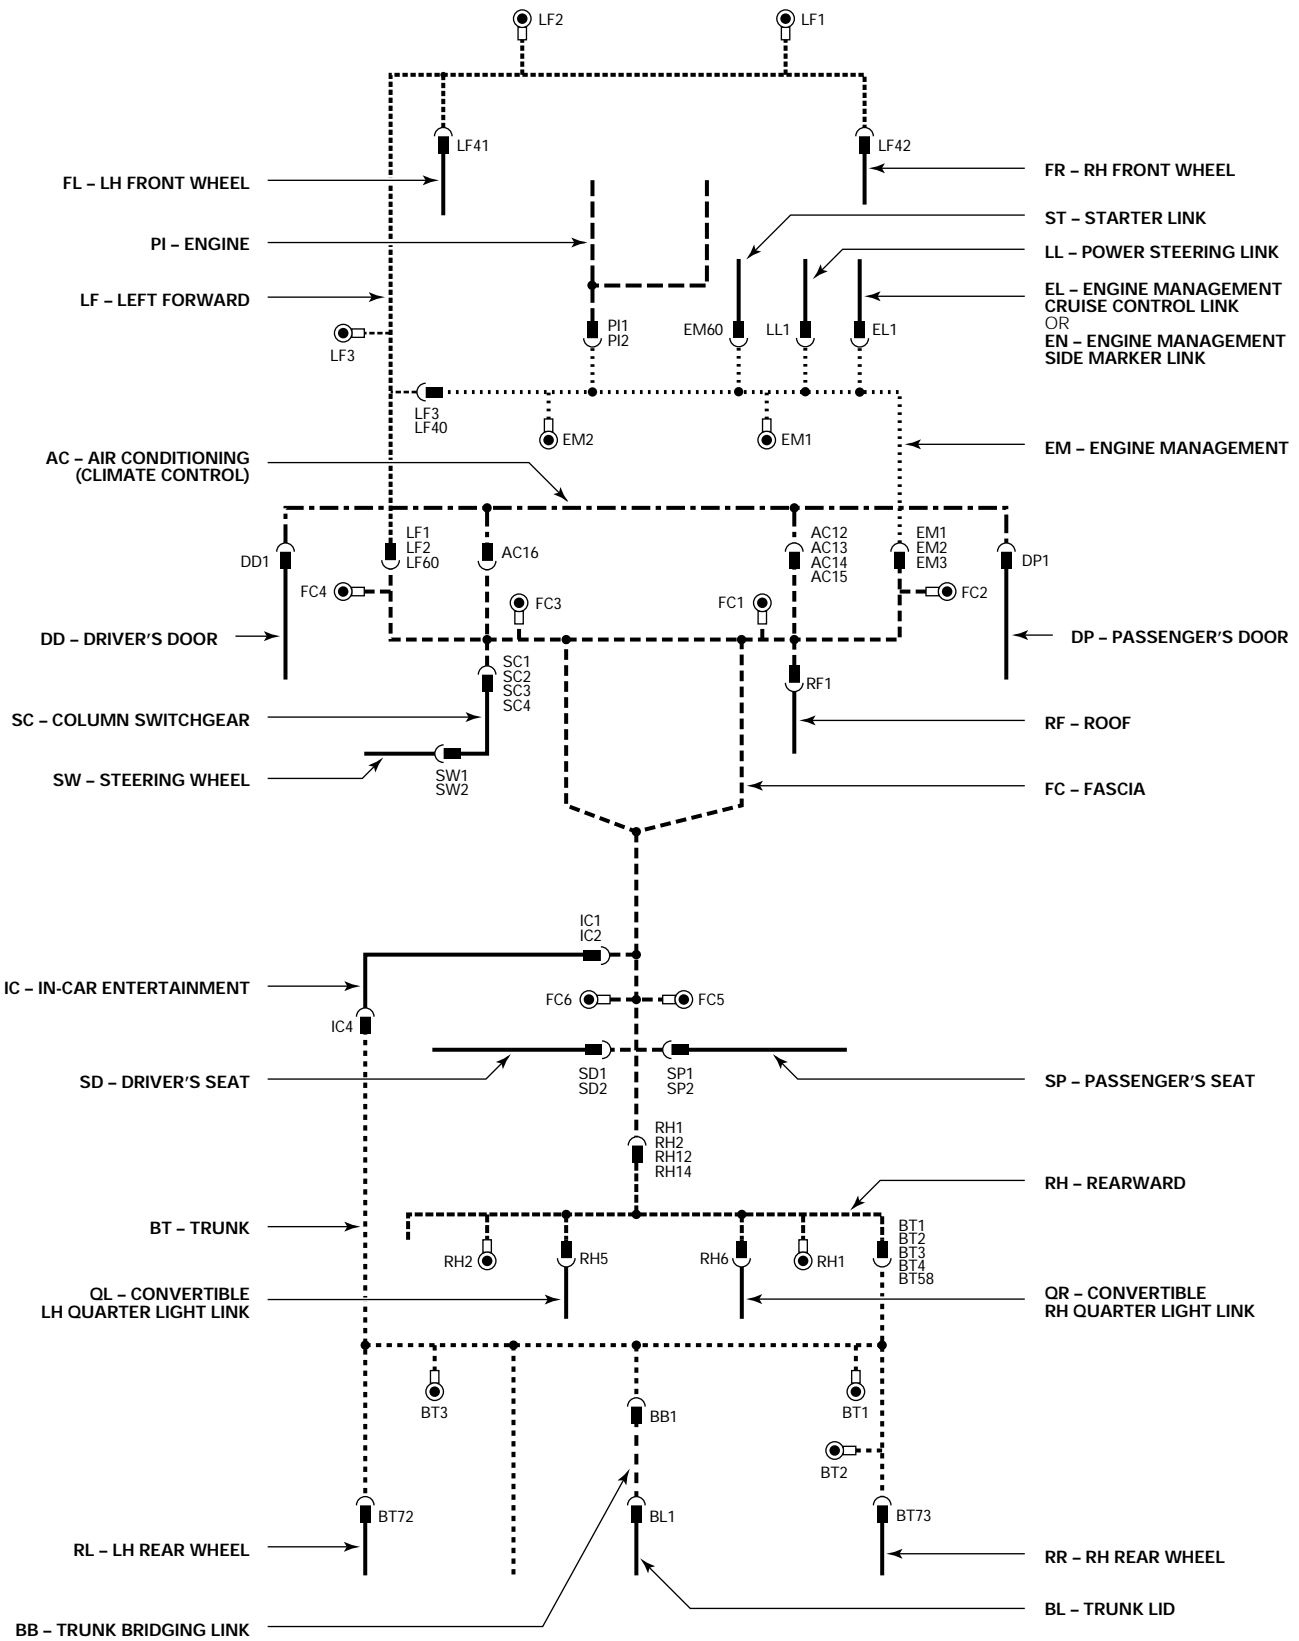 LF2
LF1
LF41
LF42
FL – LH FRONT WHEEL
FR – RH FRONT WHEEL
ST – STARTER LINK
PI – ENGINE
LL – POWER STEERING LINK
LF – LEFT FORWARD
EL – ENGINE MANAGEMENT
CRUISE CONTROL LINK
OR
EN – ENGINE MANAGEMENT
SIDE MARKER LINK
PI1
PI2
EM60
LL1
EL1
LF3
LF3
LF40
EM2
EM1
AC – AIR CONDITIONING
(CLIMATE CONTROL)
EM – ENGINE MANAGEMENT
DD1
LF1
LF2
LF60
AC16
AC12
AC13
AC14
AC15
EM1
EM2
EM3
DP1
FC4
FC3
FC1
FC2
DD – DRIVER'S DOOR
DP – PASSENGER'S DOOR
SC1
SC2
SC3
SC4
RF1
SC – COLUMN SWITCHGEAR
RF – ROOF
SW – STEERING WHEEL
SW1
SW2
FC – FASCIA
IC1
IC2
IC – IN-CAR ENTERTAINMENT
FC6
FC5
IC4
SD – DRIVER'S SEAT
SD1
SD2
SP1
SP2
SP – PASSENGER'S SEAT
RH1
RH2
RH12
RH14
RH – REARWARD
BT – TRUNK
RH2
RH5
RH6
RH1
BT1
BT2
BT3
BT4
BT58
QL – CONVERTIBLE
LH QUARTER LIGHT LINK
QR – CONVERTIBLE
RH QUARTER LIGHT LINK
BT3
BB1
BT1
BT2
BT72
BL1
BT73
RL – LH REAR WHEEL
RR – RH REAR WHEEL
BL – TRUNK LID
BB – TRUNK BRIDGING LINK